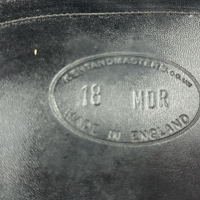 KENTANDMASTERS.CO.UK
18 MDR
MADE IN ENGLAND